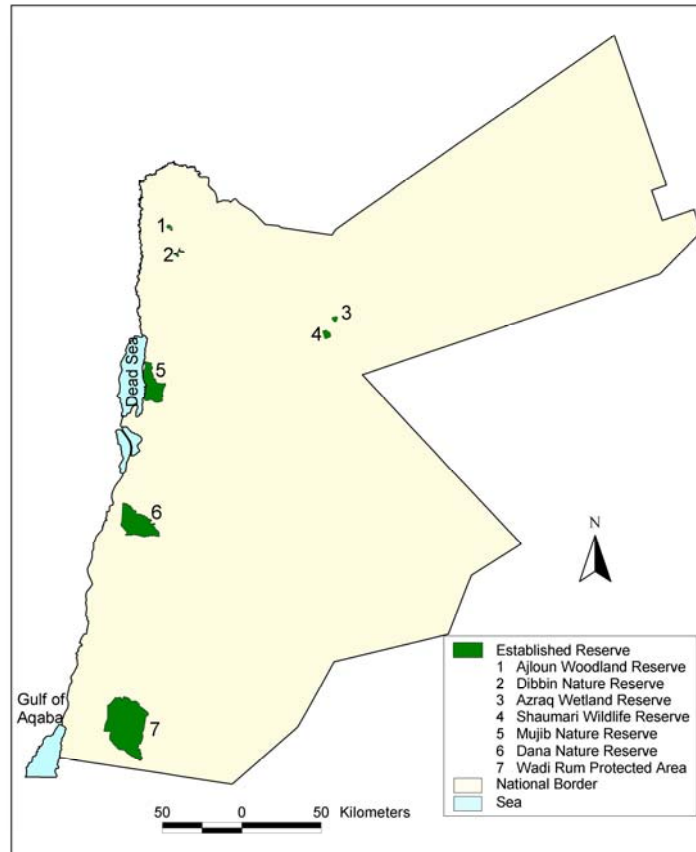 1
2
3
4
Dead Sea
5
6
N
Gulf of
Aqaba
7
Established Reserve
1 Ajloun Woodland Reserve
2 Dibbin Nature Reserve
3 Azraq Wetland Reserve
4 Shaumari Wildlife Reserve
5 Mujib Nature Reserve
6 Dana Nature Reserve
7 Wadi Rum Protected Area
National Border
Sea
50 0 50 Kilometers